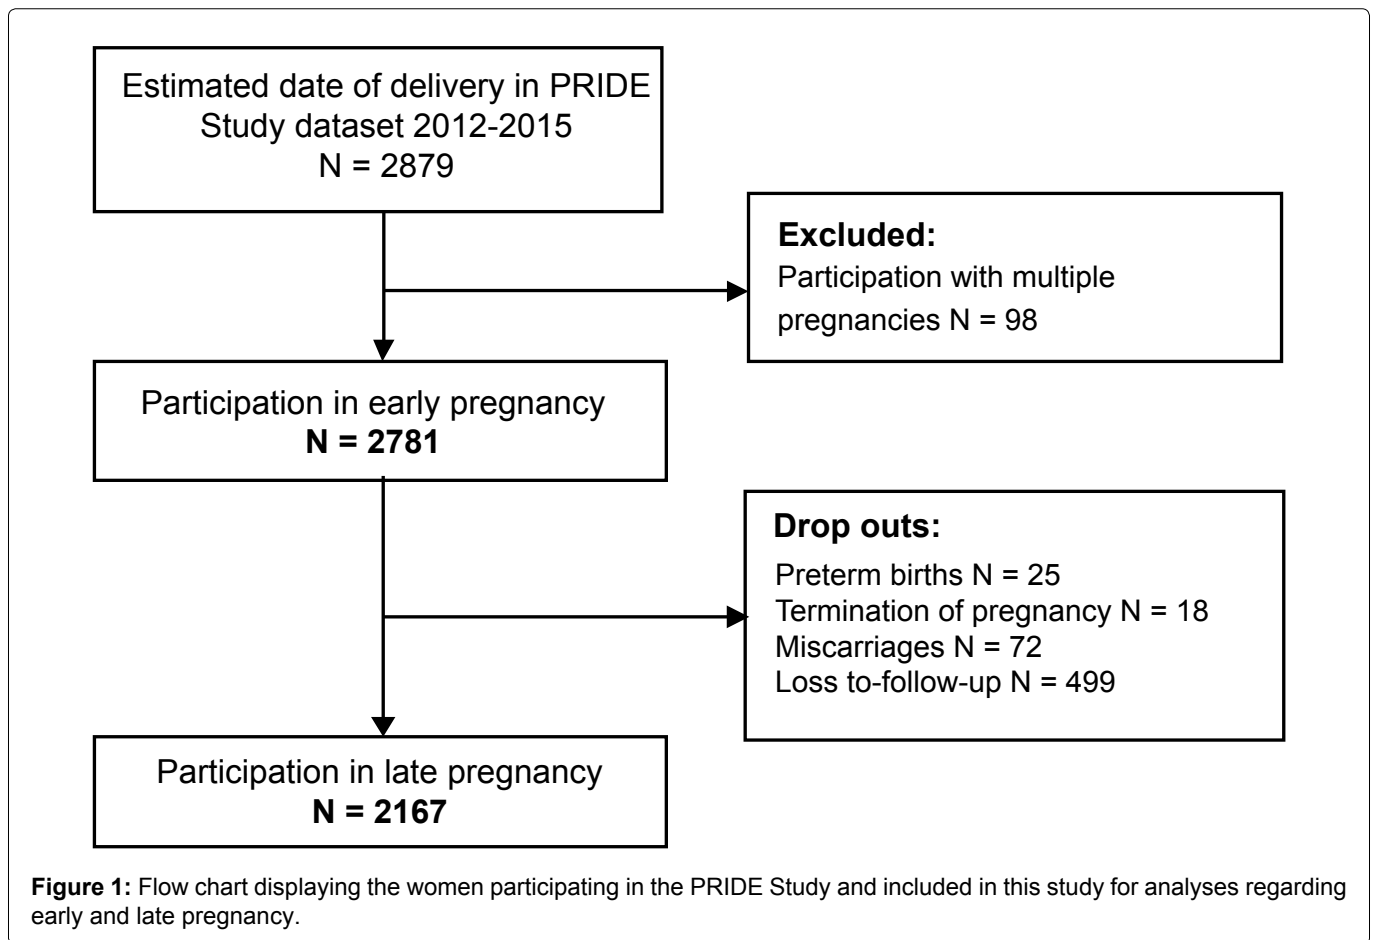 Estimated date of delivery in PRIDE
Study dataset 2012-2015
N = 2879
Excluded:
Participation with multiple
pregnancies N = 98
Participation in early pregnancy
N = 2781
Drop outs:
Preterm births N = 25
Termination of pregnancy N = 18
Miscarriages N = 72
Loss to-follow-up N = 499
Participation in late pregnancy
N = 2167
Figure 1: Flow chart displaying the women participating in the PRIDE Study and included in this study for analyses regarding
early and late pregnancy.